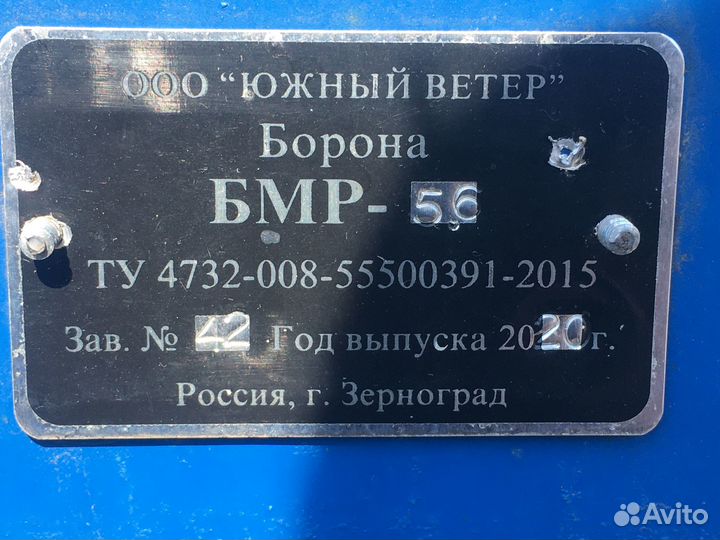 ООО "ЮЖНЫЙ ВЕТЕР"
Борона
БМР- 56
ТУ 4732-008-55500391-2015
Зав. № 42 Год выпуска 2020г.
Россия, г. Зерноград
Avito